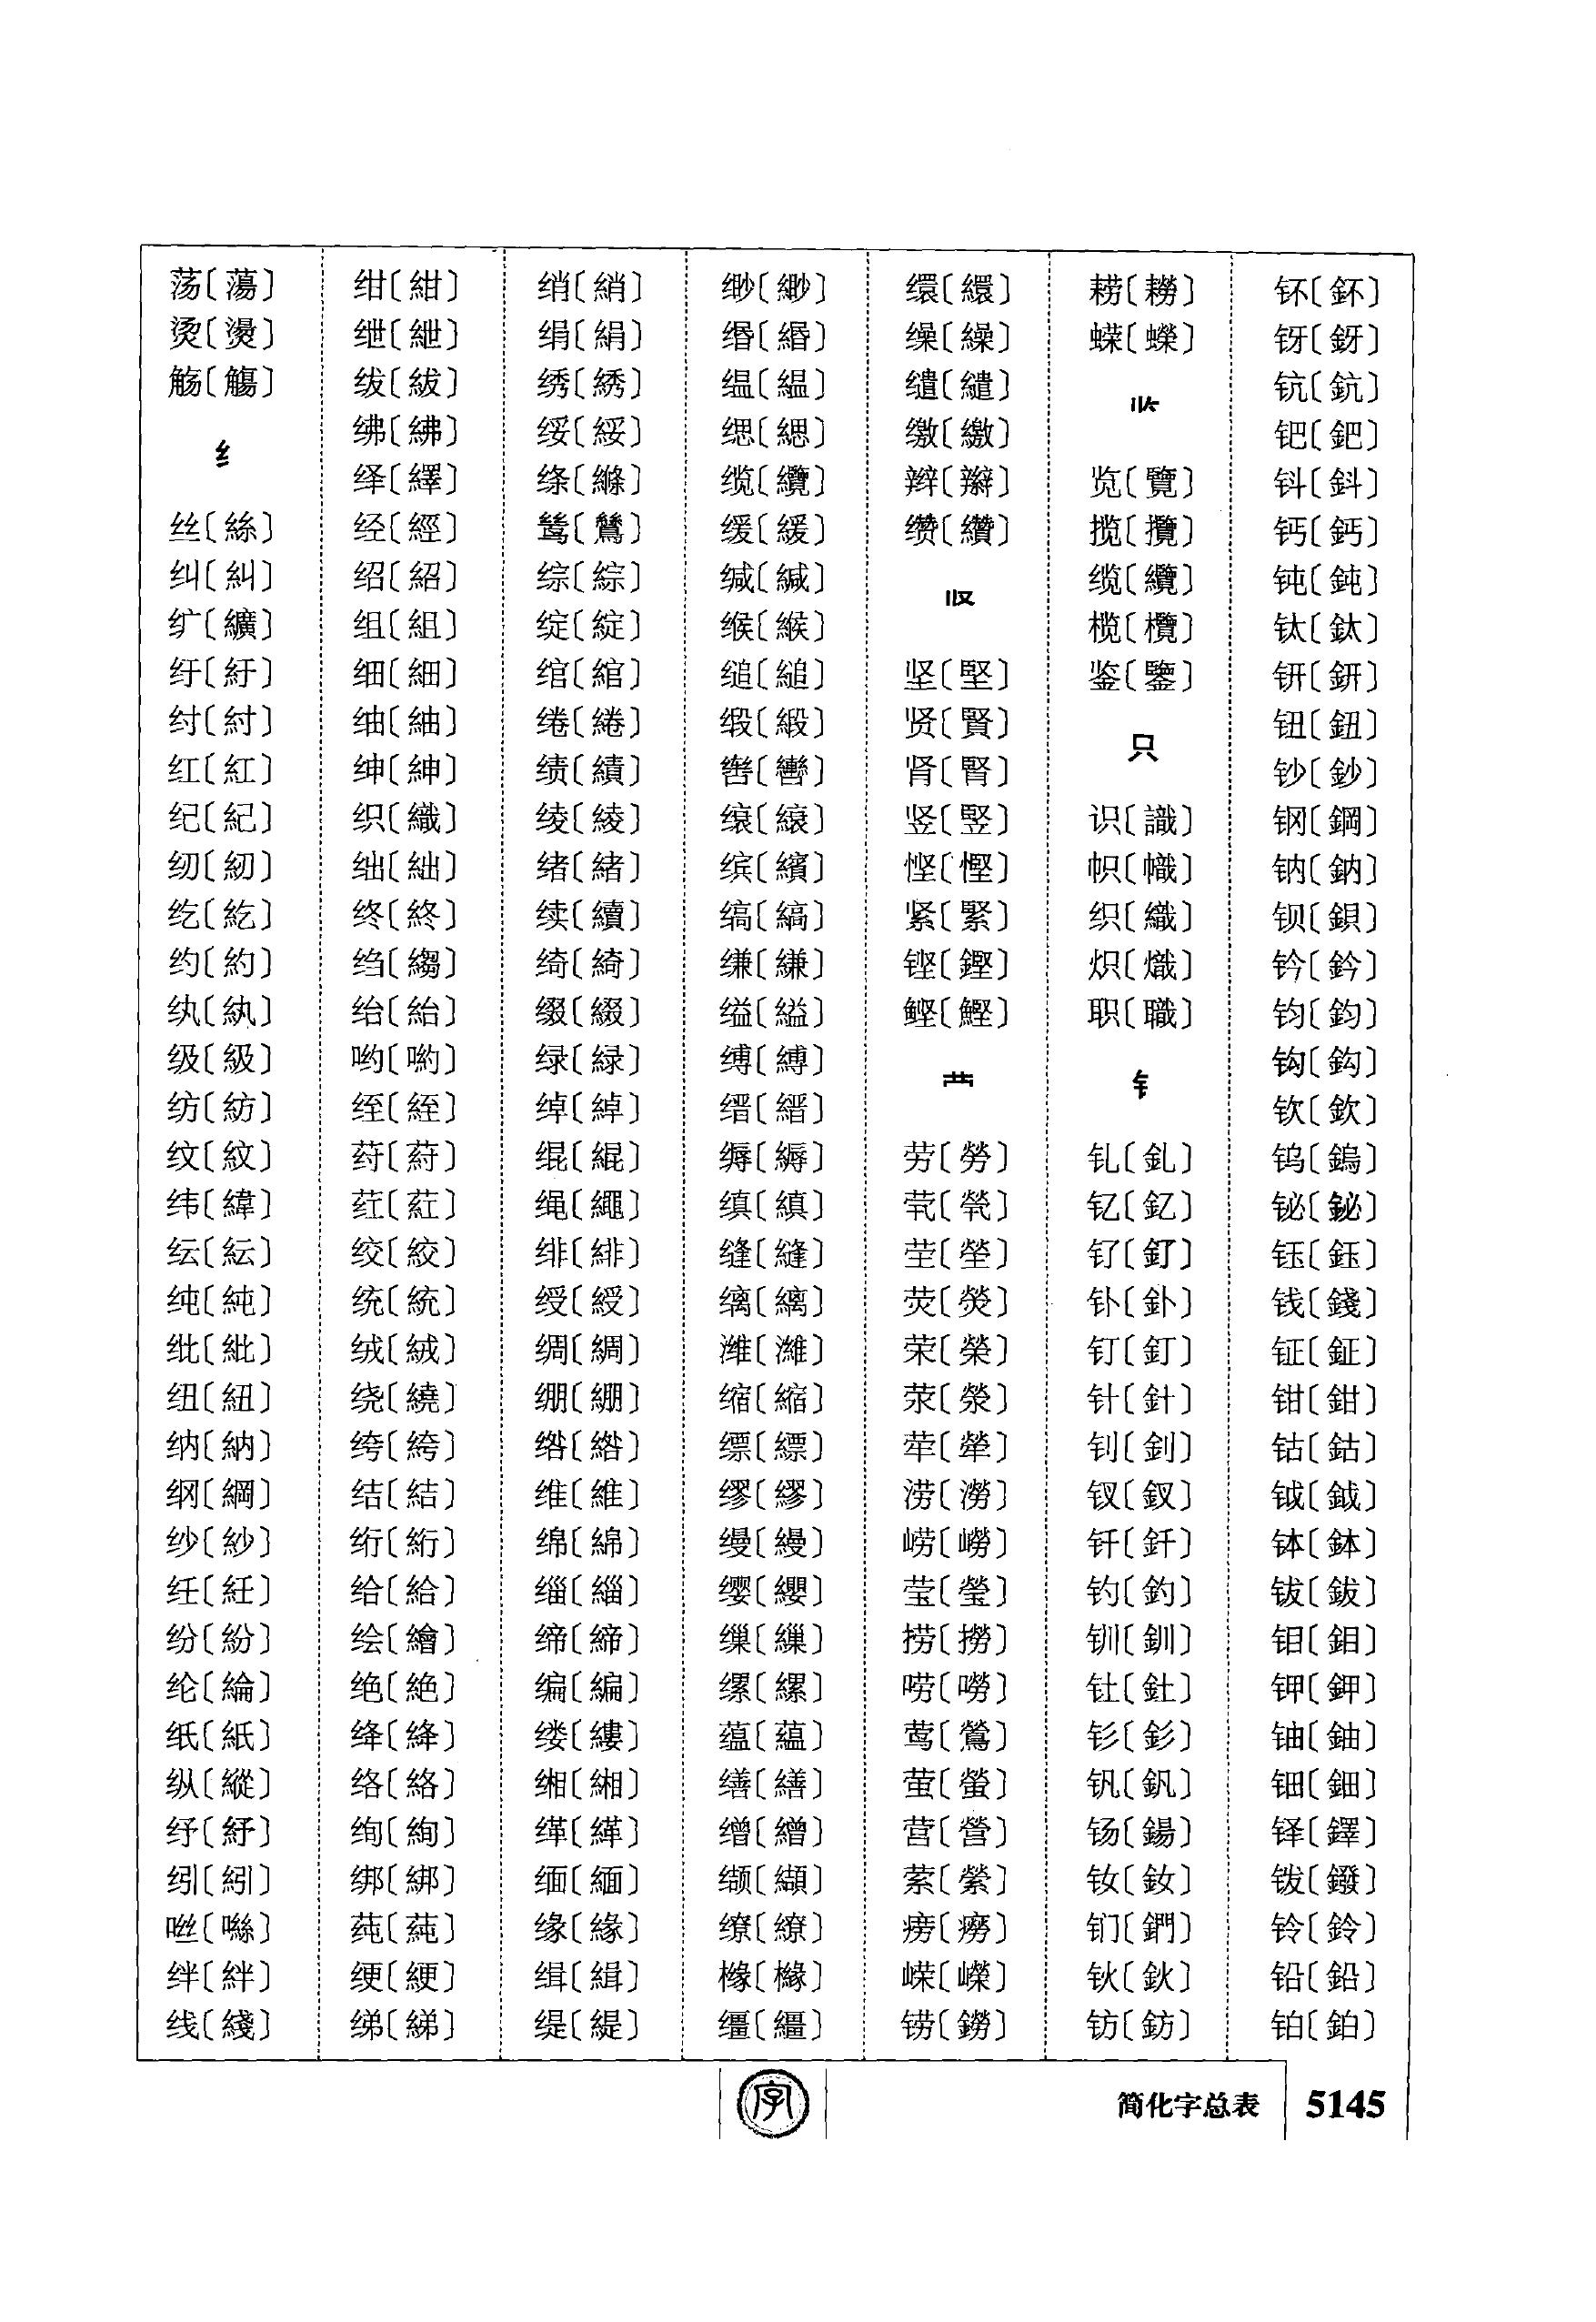 荡〔蕩〕
烫〔燙〕
觞〔觴〕
纟
丝〔絲〕
纠〔糾〕
纩〔纊〕
纡〔紆〕
纣〔紂〕
红〔紅〕
纪〔紀〕
纫〔紉〕
纥〔紇〕
约〔約〕
纨〔紈〕
级〔級〕
纺〔紡〕
纹〔紋〕
纬〔緯〕
纭〔紜〕
纯〔純〕
纰〔紕〕
纽〔紐〕
纳〔納〕
纲〔綱〕
纱〔紗〕
纴〔紝〕
纷〔紛〕
纶〔綸〕
纸〔紙〕
纵〔縱〕
纾〔紓〕
纼〔紖〕
咝〔噝〕
绊〔絆〕
线〔綫〕
绀〔紺〕
绁〔紲〕
绂〔紱〕
绋〔紼〕
绎〔繹〕
经〔經〕
绍〔紹〕
组〔組〕
细〔細〕
䌷〔紬〕
绅〔紳〕
织〔織〕
绌〔絀〕
终〔終〕
绉〔縐〕
绐〔紿〕
哟〔喲〕
绖〔絰〕
荮〔葤〕
荭〔葒〕
绞〔絞〕
统〔統〕
绒〔絨〕
绕〔繞〕
绔〔絝〕
结〔結〕
绗〔絎〕
给〔給〕
绘〔繪〕
绝〔絶〕
绛〔絳〕
络〔絡〕
绚〔絢〕
绑〔綁〕
莼〔蒓〕
绠〔綆〕
绨〔綈〕
绡〔綃〕
绢〔絹〕
绣〔綉〕
绥〔綏〕
绦〔縧〕
鸶〔鷥〕
综〔綜〕
绽〔綻〕
绾〔綰〕
绻〔綣〕
绩〔績〕
绫〔綾〕
绪〔緒〕
续〔續〕
绮〔綺〕
缀〔綴〕
绿〔緑〕
绰〔綽〕
绲〔緄〕
绳〔繩〕
绯〔緋〕
绶〔綬〕
绸〔綢〕
绷〔綳〕
绺〔綹〕
维〔維〕
绵〔綿〕
缁〔緇〕
缔〔締〕
编〔編〕
缕〔縷〕
缃〔緗〕
缂〔緙〕
缅〔緬〕
缘〔緣〕
缉〔緝〕
缇〔緹〕
缈〔緲〕
缗〔緡〕
缊〔緼〕
缌〔緦〕
缆〔纜〕
缓〔緩〕
缄〔緘〕
缑〔緱〕
缒〔縋〕
缎〔緞〕
辔〔轡〕
缞〔縗〕
缤〔繽〕
缟〔縞〕
缣〔縑〕
缢〔縊〕
缚〔縛〕
缙〔縉〕
缛〔縟〕
缜〔縝〕
缝〔縫〕
缡〔縭〕
潍〔濰〕
缩〔縮〕
缥〔縹〕
缪〔繆〕
缦〔縵〕
缨〔纓〕
缫〔繅〕
缧〔縲〕
蕴〔藴〕
缮〔繕〕
缯〔繒〕
缬〔纈〕
缭〔繚〕
橼〔櫞〕
缰〔繮〕
缳〔繯〕
缲〔繰〕
缱〔繾〕
缴〔繳〕
辫〔辮〕
缵〔纘〕
〢又
坚〔堅〕
贤〔賢〕
肾〔腎〕
竖〔竪〕
悭〔慳〕
紧〔緊〕
铿〔鏗〕
鲣〔鰹〕
𫇦
劳〔勞〕
茕〔煢〕
茔〔塋〕
荧〔熒〕
荣〔榮〕
荥〔滎〕
荦〔犖〕
涝〔澇〕
崂〔嶗〕
莹〔瑩〕
捞〔撈〕
唠〔嘮〕
莺〔鶯〕
萤〔螢〕
营〔營〕
萦〔縈〕
痨〔癆〕
嵘〔嶸〕
铹〔鐒〕
耢〔耮〕
蝾〔蠑〕
览〔覽〕
揽〔攬〕
缆〔纜〕
榄〔欖〕
鉴〔鑒〕
只
识〔識〕
帜〔幟〕
织〔織〕
炽〔熾〕
职〔職〕
钅
钆〔釓〕
钇〔釔〕
钌〔釕〕
钋〔釙〕
钉〔釘〕
针〔針〕
钊〔釗〕
钗〔釵〕
钎〔釺〕
钓〔釣〕
钏〔釧〕
钍〔釷〕
钐〔釤〕
钒〔釩〕
钖〔鍚〕
钕〔釹〕
钔〔鍆〕
钬〔鈥〕
钫〔鈁〕
钚〔鈈〕
钘〔釾〕
钪〔鈧〕
钯〔鈀〕
钭〔鈄〕
钙〔鈣〕
钝〔鈍〕
钛〔鈦〕
钘〔鈃〕
钮〔鈕〕
钞〔鈔〕
钢〔鋼〕
钠〔鈉〕
钡〔鋇〕
钤〔鈐〕
钧〔鈞〕
钩〔鈎〕
钦〔欽〕
钨〔鎢〕
铋〔鉍〕
钰〔鈺〕
钱〔錢〕
钲〔鉦〕
钳〔鉗〕
钴〔鈷〕
钺〔鉞〕
钵〔鉢〕
钹〔鈸〕
钼〔鉬〕
钾〔鉀〕
铀〔鈾〕
钿〔鈿〕
铎〔鐸〕
䥽〔鏺〕
铃〔鈴〕
铅〔鉛〕
铂〔鉑〕
字
简化字总表 5145